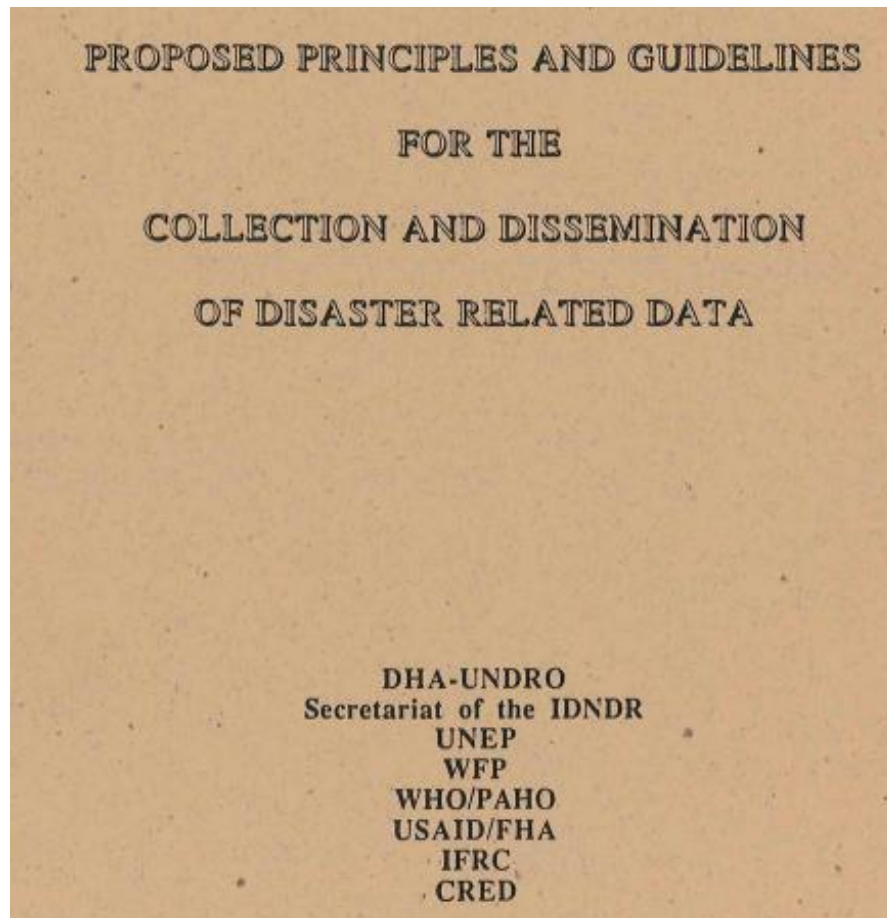 PROPOSED PRINCIPLES AND GUIDELINES
FOR THE
COLLECTION AND DISSEMINATION
OF DISASTER RELATED DATA
DHA-UNDRO
Secretariat of the IDNDR
UNEP
WFP
WHO/PAHO
USAID/FHA
IFRC
CRED